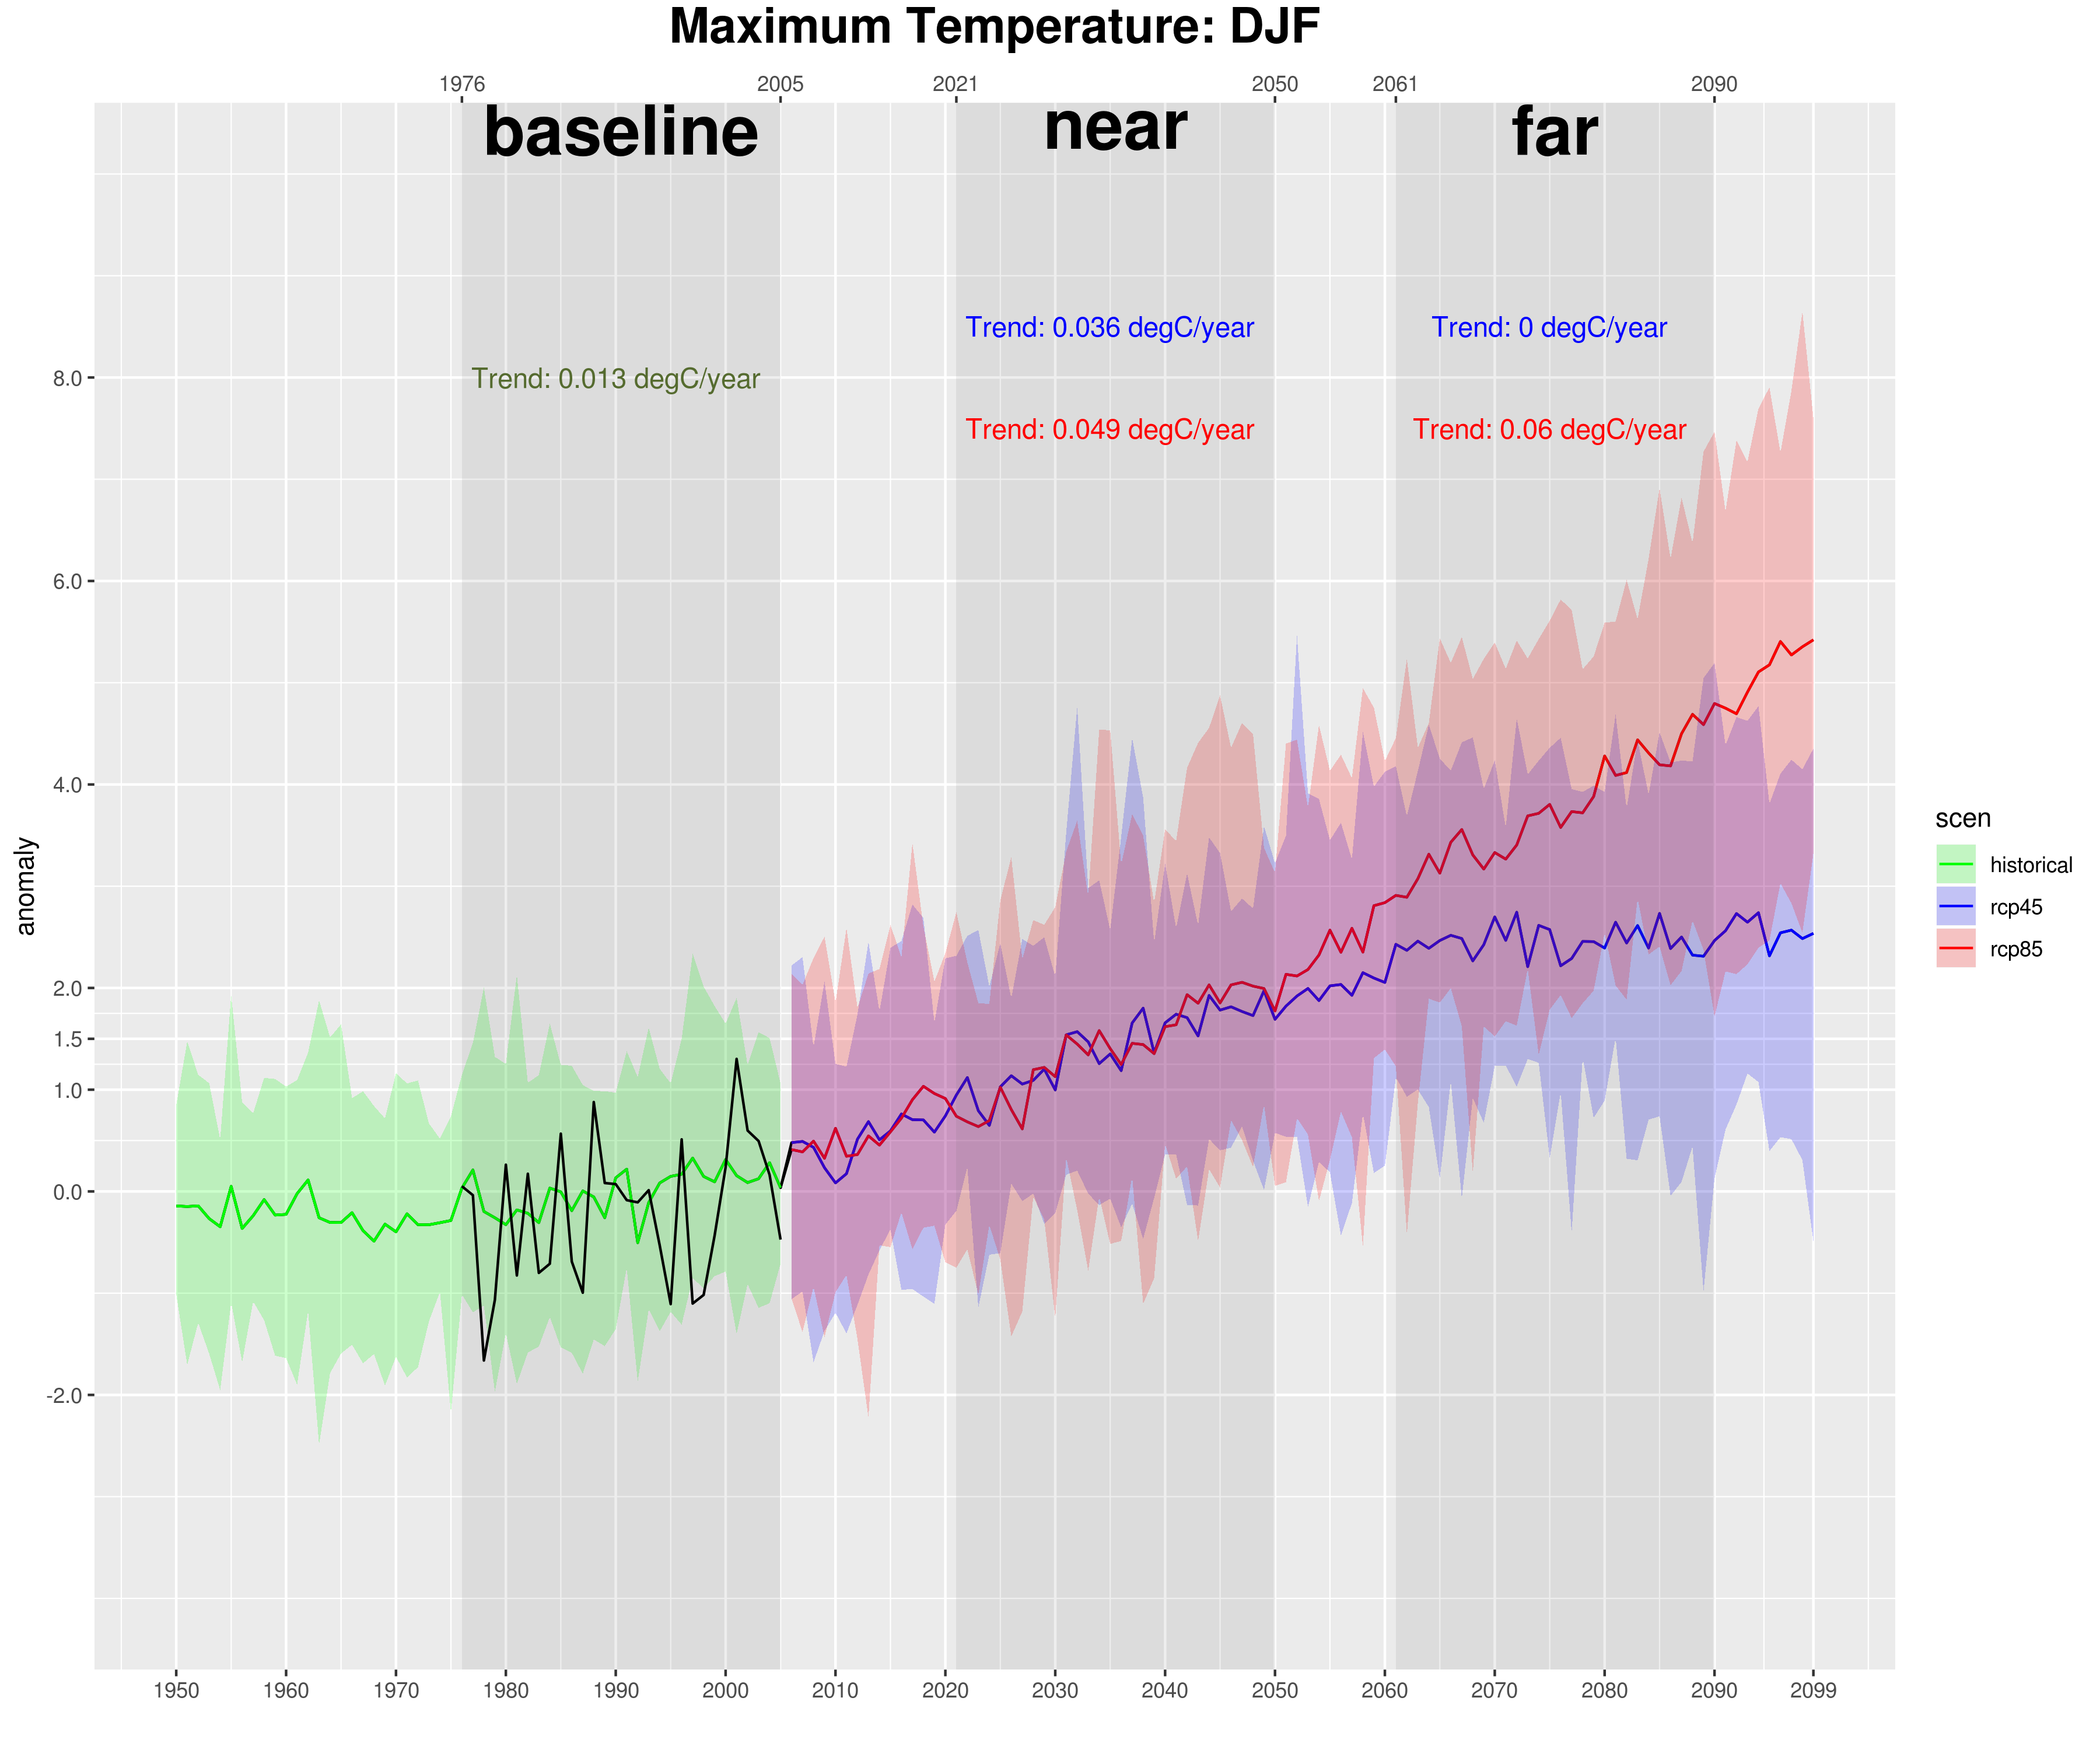 Maximum Temperature: DJF
1976 2005 2021 2050 2061 2090
baseline near far
Trend: 0.036 degC/year Trend: 0 degC/year
Trend: 0.013 degC/year
Trend: 0.049 degC/year Trend: 0.06 degC/year
8.0
6.0
4.0
2.0
1.5
1.0
0.0
-2.0
anomaly
scen
historical
rcp45
rcp85
1950 1960 1970 1980 1990 2000 2010 2020 2030 2040 2050 2060 2070 2080 2090 2099